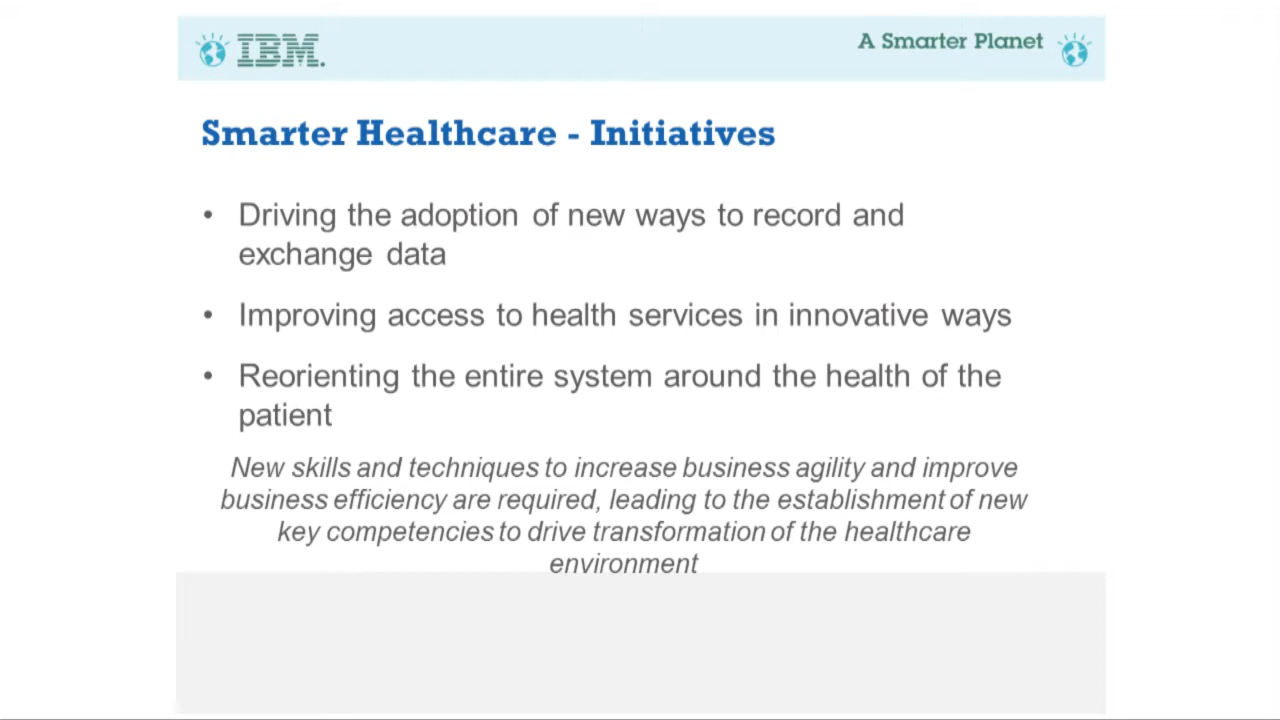 IBM.
A Smarter Planet
Smarter Healthcare - Initiatives
• Driving the adoption of new ways to record and
exchange data
• Improving access to health services in innovative ways
• Reorienting the entire system around the health of the
patient
New skills and techniques to increase business agility and improve
business efficiency are required, leading to the establishment of new
key competencies to drive transformation of the healthcare
environment